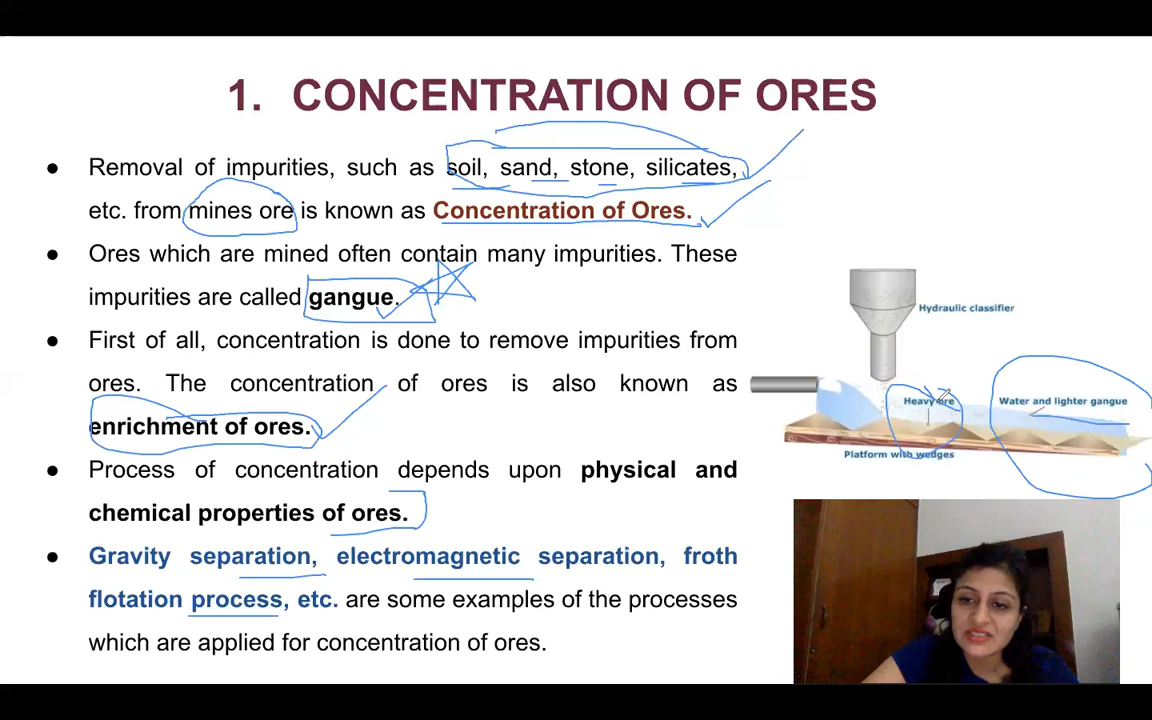 1. CONCENTRATION OF ORES
● Removal of impurities, such as soil, sand, stone, silicates,
etc. from mines ore is known as Concentration of Ores.
● Ores which are mined often contain many impurities. These
impurities are called gangue.
● First of all, concentration is done to remove impurities from
ores. The concentration of ores is also known as
enrichment of ores.
● Process of concentration depends upon physical and
chemical properties of ores.
● Gravity separation, electromagnetic separation, froth
flotation process, etc. are some examples of the processes
which are applied for concentration of ores.
Hydraulic classifier
Heavy ore
Water and lighter gangue
Platform with wedges